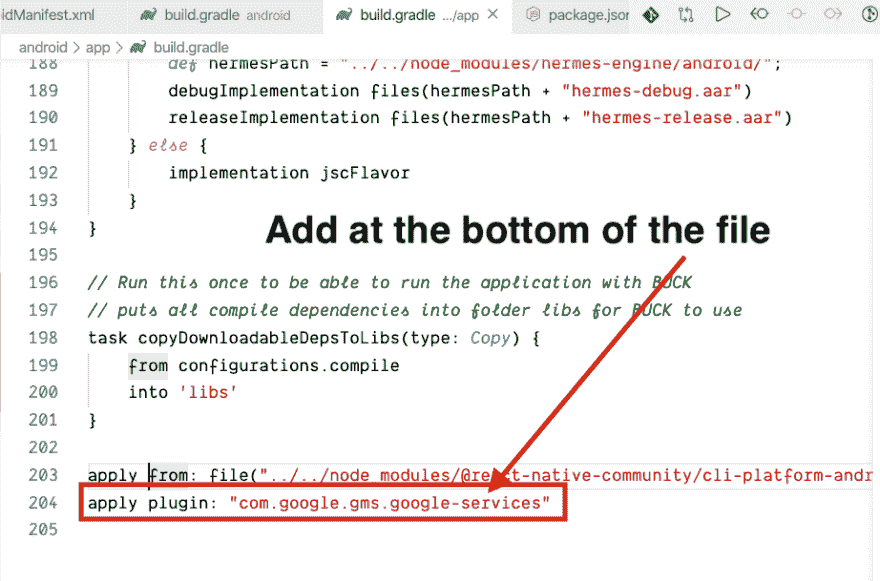 idManifest.xml build.gradle android build.gradle .../app package.jsor
android > app > build.gradle
188 def hermesPath = "../../node_modules/hermes-engine/android/";
189 debugImplementation files(hermesPath + "hermes-debug.aar")
190 releaseImplementation files(hermesPath + "hermes-release.aar")
191 } else {
192 implementation jscFlavor
193 }
194 }
Add at the bottom of the file
195
196 // Run this once to be able to run the application with BUCK
197 // puts all compile dependencies into folder libs for BUCK to use
198 task copyDownloadableDepsToLibs(type: Copy) {
199 from configurations.compile
200 into 'libs'
201 }
202
203 apply from: file("../../node_modules/@react-native-community/cli-platform-andr
204 apply plugin: "com.google.gms.google-services"
205